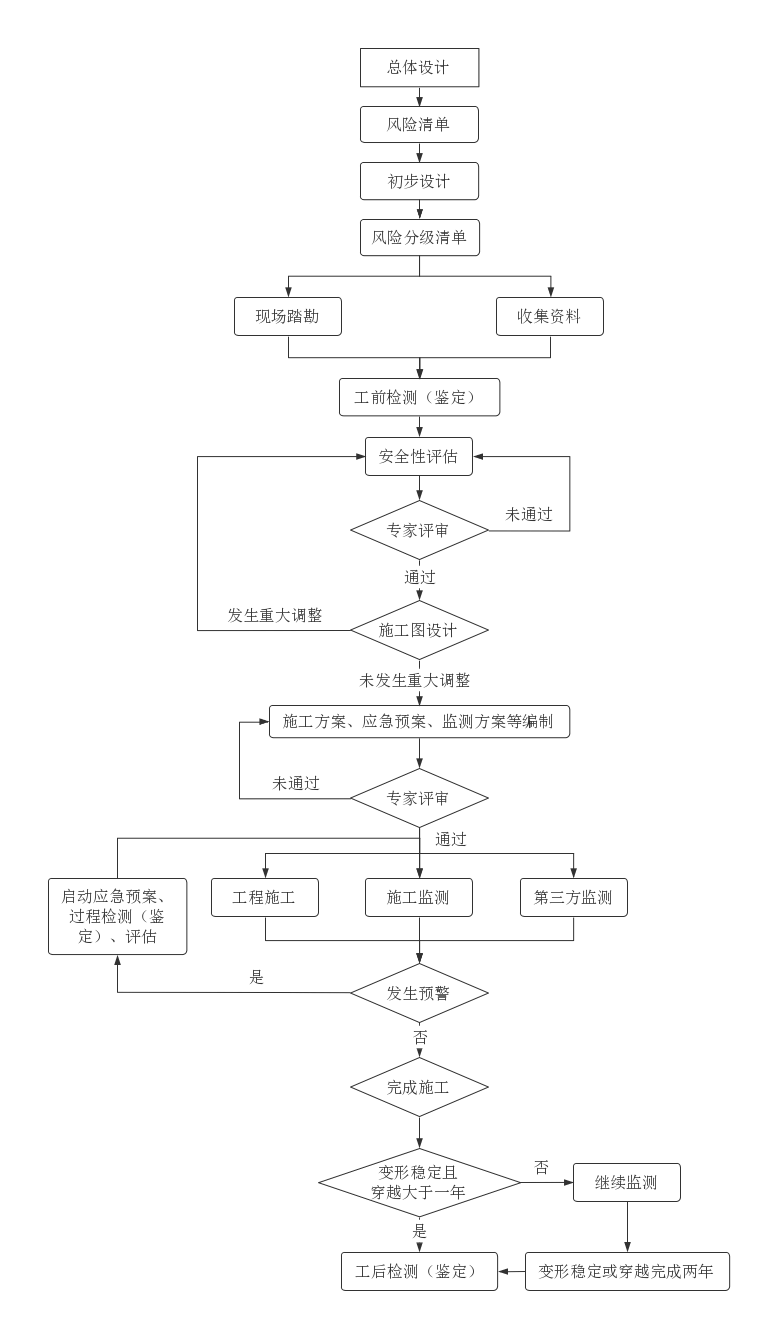 总体设计
风险清单
初步设计
风险分级清单
现场踏勘
收集资料
工前检测（鉴定）
安全性评估
专家评审
未通过
通过
发生重大调整
施工图设计
未发生重大调整
施工方案、应急预案、监测方案等编制
未通过
专家评审
通过
启动应急预案、
过程检测（鉴
定）、评估
工程施工
施工监测
第三方监测
是
发生预警
否
完成施工
变形稳定且
穿越大于一年
否
继续监测
是
工后检测（鉴定）
变形稳定或穿越完成两年